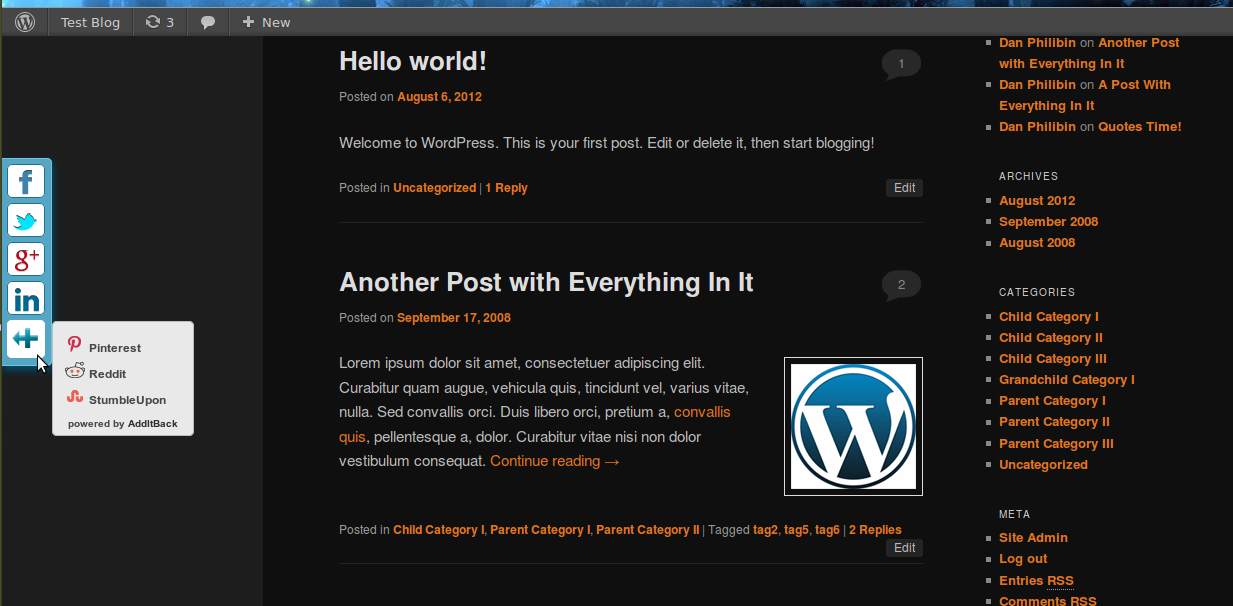 Test Blog
3
New
Hello world!
1
Posted on August 6, 2012
Welcome to WordPress. This is your first post. Edit or delete it, then start blogging!
Posted in Uncategorized | 1 Reply
Edit
Another Post with Everything In It
2
Posted on September 17, 2008
Lorem ipsum dolor sit amet, consectetuer adipiscing elit.
Curabitur quam augue, vehicula quis, tincidunt vel, varius vitae,
nulla. Sed convallis orci. Duis libero orci, pretium a, convallis
quis, pellentesque a, dolor. Curabitur vitae nisi non dolor
vestibulum consequat. Continue reading →
Posted in Child Category I, Parent Category I, Parent Category II | Tagged tag2, tag5, tag6 | 2 Replies
Edit
f
g+
in
Pinterest
Reddit
StumbleUpon
powered by AdditBack
Dan Philibin on Another Post
with Everything In It
Dan Philibin on A Post With
Everything In It
Dan Philibin on Quotes Time!
ARCHIVES
August 2012
September 2008
August 2008
CATEGORIES
Child Category I
Child Category II
Child Category III
Grandchild Category I
Parent Category I
Parent Category II
Parent Category III
Uncategorized
META
Site Admin
Log out
Entries RSS
Comments RSS